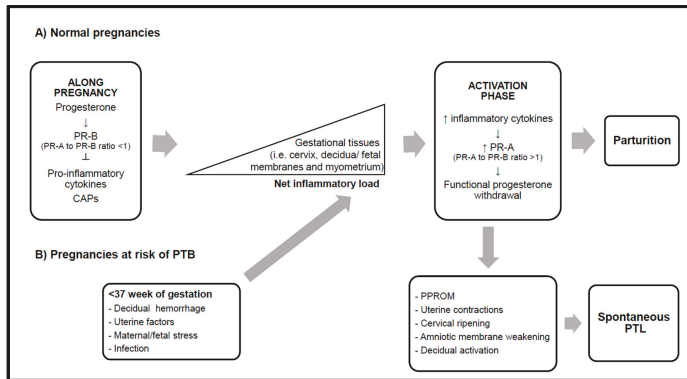 A) Normal pregnancies
ALONG
PREGNANCY
Progesterone
↓
PR-B
(PR-A to PR-B ratio <1)
⊥
Pro-inflammatory
cytokines
CAPs
Gestational tissues
(i.e. cervix, decidua/ fetal
membranes and myometrium)
Net inflammatory load
ACTIVATION
PHASE
↑ inflammatory cytokines
↓
↑ PR-A
(PR-A to PR-B ratio >1)
↓
Functional progesterone
withdrawal
Parturition
B) Pregnancies at risk of PTB
<37 week of gestation
- Decidual hemorrhage
- Uterine factors
- Maternal/fetal stress
- Infection
- PPROM
- Uterine contractions
- Cervical ripening
- Amniotic membrane weakening
- Decidual activation
Spontaneous
PTL